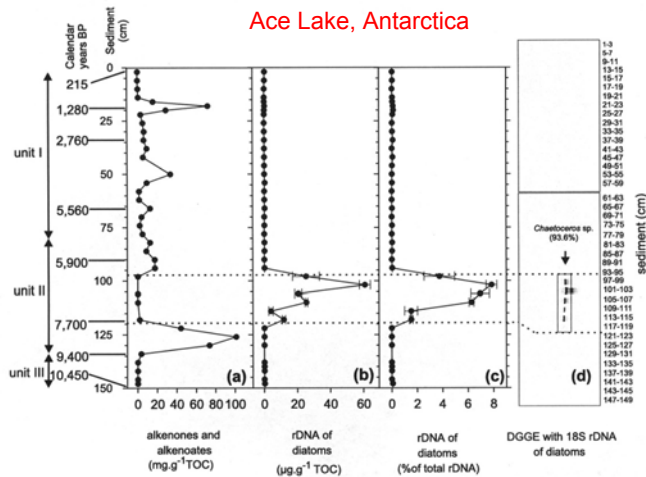 Ace Lake, Antarctica
Calendar
years BP
Sediment
(cm)
215
1,280
2,760
5,560
5,900
7,700
9,400
10,450
unit I
unit II
unit III
0
25
50
75
100
125
150
(a)
0 20 40 60 80 100
alkenones and
alkenoates
(mg.g-1 TOC)
(b)
0 20 40 60
rDNA of
diatoms
(µg.g-1 TOC)
(c)
0 2 4 6 8
rDNA of
diatoms
(%of total rDNA)
Chaetoceros sp.
(93.6%)
(d)
DGGE with 18S rDNA
of diatoms
1-3
5-7
9-11
13-15
15-17
17-19
19-21
21-23
23-25
25-27
29-31
33-35
37-39
41-43
45-47
49-51
53-55
57-59
61-63
65-67
69-71
73-75
77-79
81-83
85-87
89-91
93-95
97-99
101-103
105-107
109-111
113-115
117-119
121-123
125-127
129-131
133-135
137-139
141-143
143-145
147-149
sediment (cm)